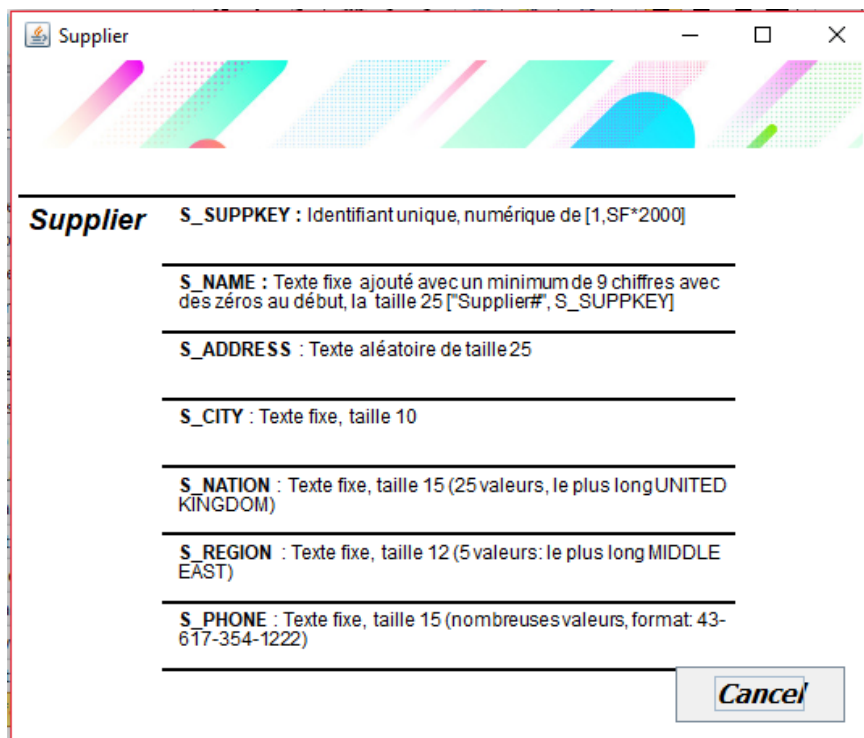 Supplier
Supplier
S_SUPPKEY : Identifiant unique, numérique de [1,SF*2000]
S_NAME : Texte fixe ajouté avec un minimum de 9 chiffres avec
des zéros au début, la taille 25 ["Supplier#", S_SUPPKEY]
S_ADDRESS : Texte aléatoire de taille 25
S_CITY : Texte fixe, taille 10
S_NATION : Texte fixe, taille 15 (25 valeurs, le plus long UNITED
KINGDOM)
S_REGION : Texte fixe, taille 12 (5 valeurs: le plus long MIDDLE
EAST)
S_PHONE : Texte fixe, taille 15 (nombreuses valeurs, format: 43-
617-354-1222)
Cancel